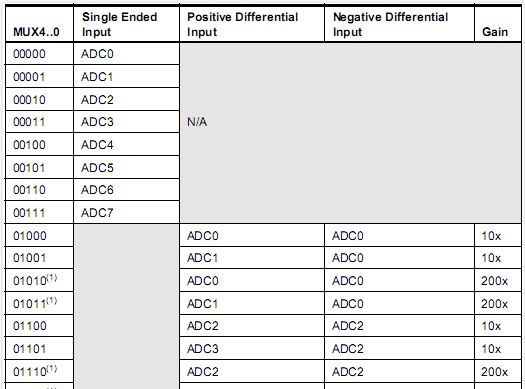 MUX4..0 Single Ended Input Positive Differential Input Negative Differential Input Gain
00000 ADC0
00001 ADC1
00010 ADC2
00011 ADC3 N/A
00100 ADC4
00101 ADC5
00110 ADC6
00111 ADC7
01000 ADC0 ADC0 10x
01001 ADC1 ADC0 10x
01010(1) ADC0 ADC0 200x
01011(1) ADC1 ADC0 200x
01100 ADC2 ADC2 10x
01101 ADC3 ADC2 10x
01110(1) ADC2 ADC2 200x